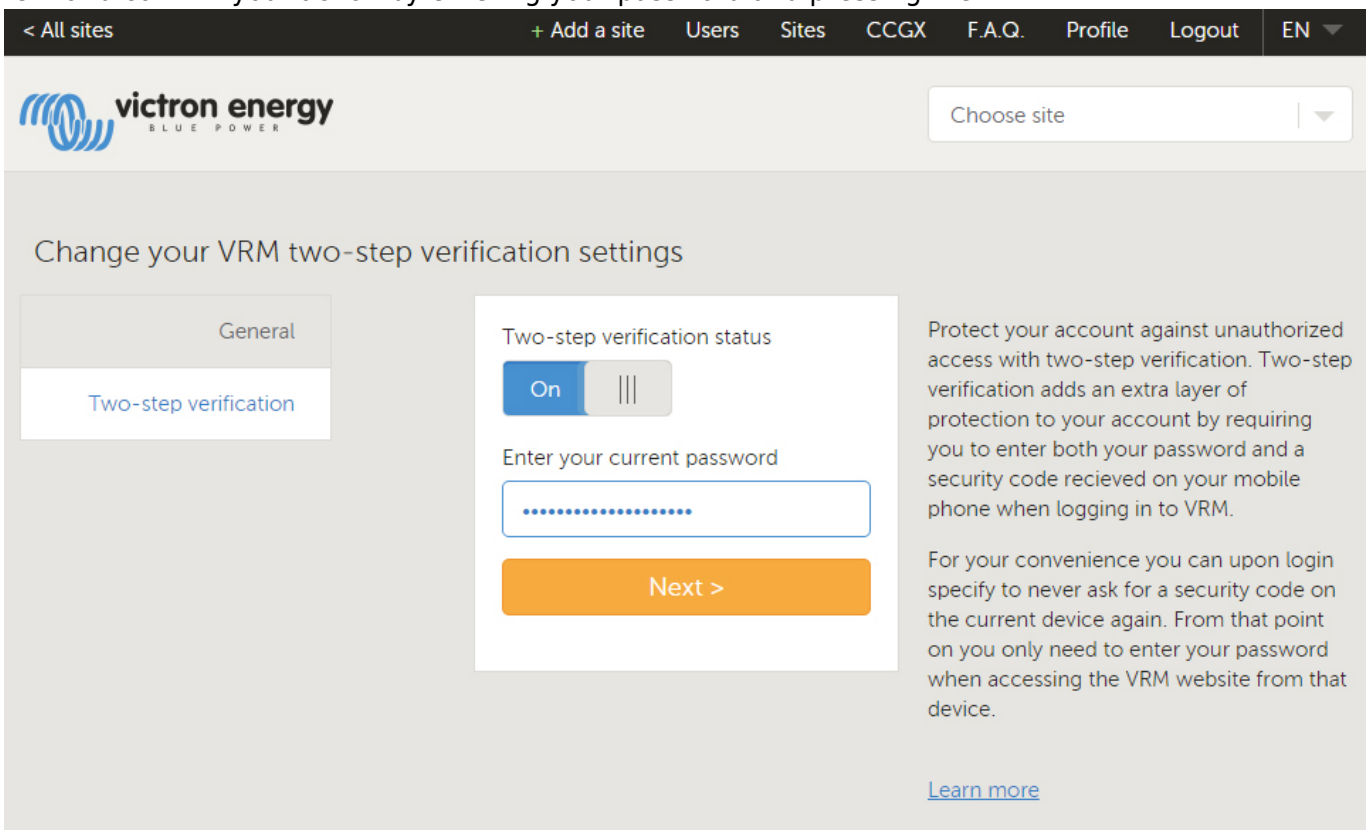 < All sites + Add a site Users Sites CCGX F.A.Q. Profile Logout EN
victron energy
BLUE POWER
Choose site
Change your VRM two-step verification settings
General
Two-step verification
Two-step verification status
On
Enter your current password
••••••••••••••••••••
Next >
Protect your account against unauthorized
access with two-step verification. Two-step
verification adds an extra layer of
protection to your account by requiring
you to enter both your password and a
security code recieved on your mobile
phone when logging in to VRM.
For your convenience you can upon login
specify to never ask for a security code on
the current device again. From that point
on you only need to enter your password
when accessing the VRM website from that
device.
Learn more